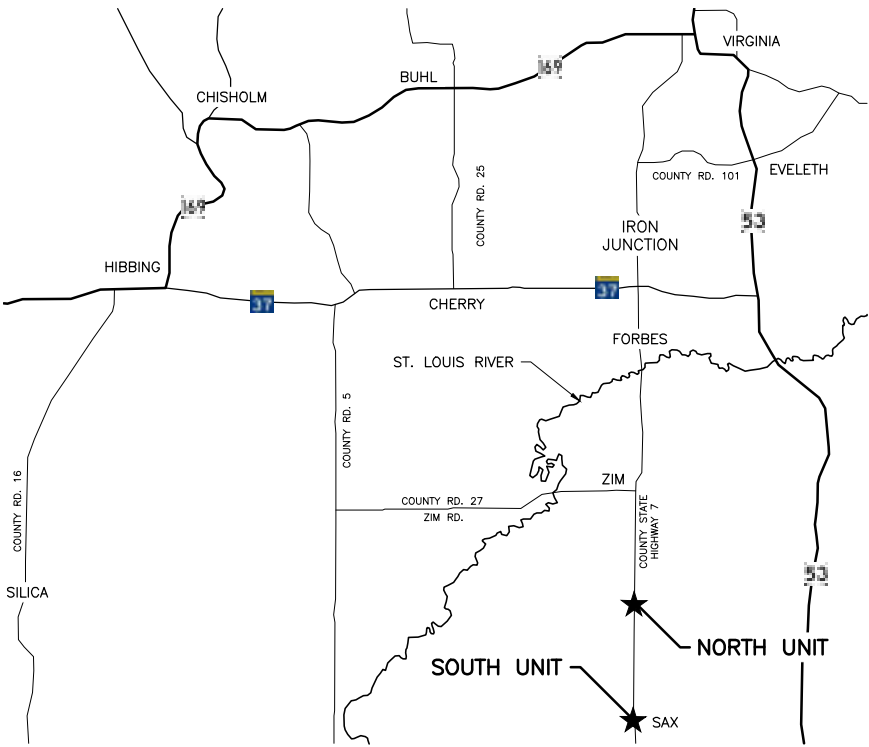 VIRGINIA
169
BUHL
CHISHOLM
COUNTY RD. 101
EVELETH
COUNTY RD. 25
169
53
IRON
JUNCTION
HIBBING
37
37
CHERRY
FORBES
ST. LOUIS RIVER
COUNTY RD. 5
COUNTY RD. 16
ZIM
COUNTY RD. 27
ZIM RD.
COUNTY STATE
HIGHWAY 7
53
SILICA
NORTH UNIT
SOUTH UNIT
SAX